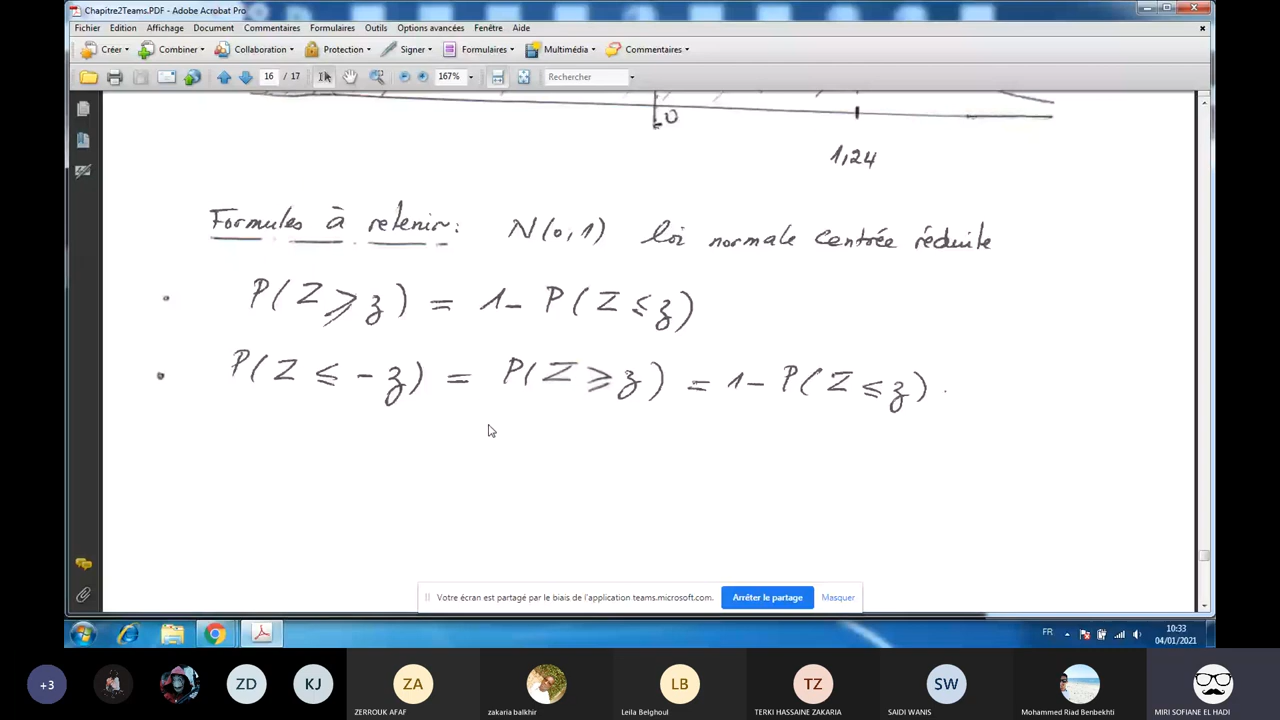 Chapitre2Teams.PDF - Adobe Acrobat Pro
Fichier Edition Affichage Document Commentaires Formulaires Outils Options avancées Fenêtre Aide
Créer Combiner Collaboration Protection Signer Formulaires Multimédia Commentaires
16 / 17 167% Rechercher
0
1,24
Formules à retenir: N(0,1) loi normale centrée réduite
• P(Z ⩾ z) = 1- P(Z ≤ z)
• P(Z ≤ -z) = P(Z ≥ z) = 1- P(Z ≤ z).
Votre écran est partagé par le biais de l'application teams.microsoft.com. Arrêter le partage Masquer
FR 10:33
04/01/2021
+3 ZD KJ ZA LB TZ SW
ZERROUK AFAF zakaria balkhir Leila Belghoul TERKI HASSAINE ZAKARIA SAIDI WANIS Mohammed Riad Benbekhti MIRI SOFIANE EL HADI